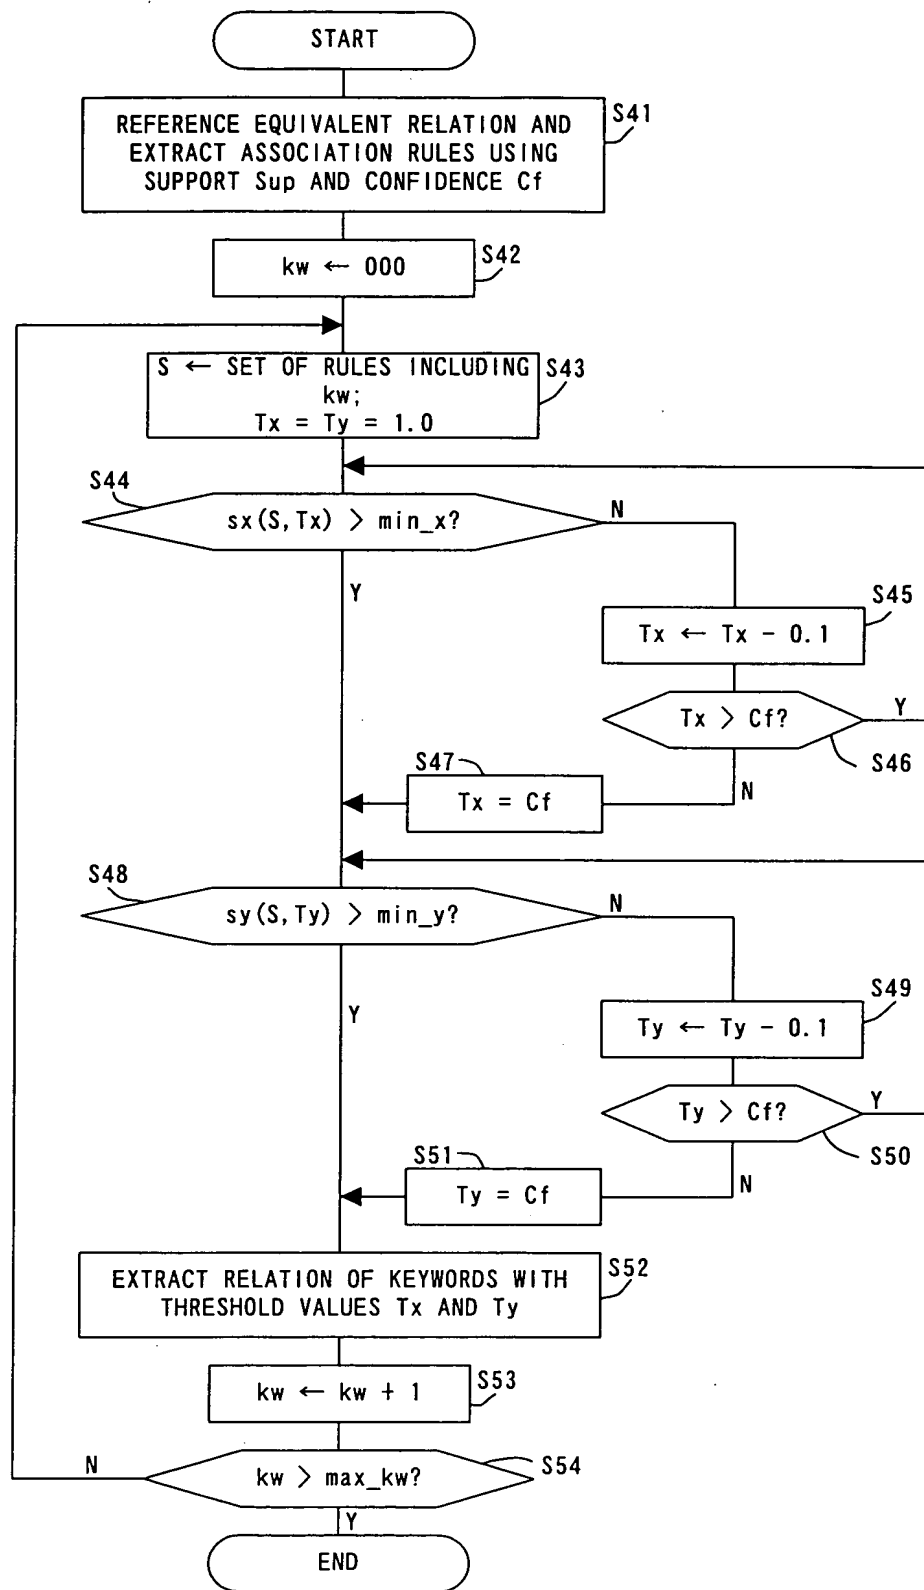 START
S41
REFERENCE EQUIVALENT RELATION AND
EXTRACT ASSOCIATION RULES USING
SUPPORT Sup AND CONFIDENCE Cf
S42
kw ← 000
S43
S ← SET OF RULES INCLUDING
kw;
Tx = Ty = 1.0
S44
sx(S,Tx) > min_x?
N
Y
S45
Tx ← Tx - 0.1
Tx > Cf?
Y
S46
S47
N
Tx = Cf
S48
sy(S,Ty) > min_y?
N
Y
S49
Ty ← Ty - 0.1
Ty > Cf?
Y
S50
S51
N
Ty = Cf
S52
EXTRACT RELATION OF KEYWORDS WITH
THRESHOLD VALUES Tx AND Ty
S53
kw ← kw + 1
N
S54
kw > max_kw?
Y
END